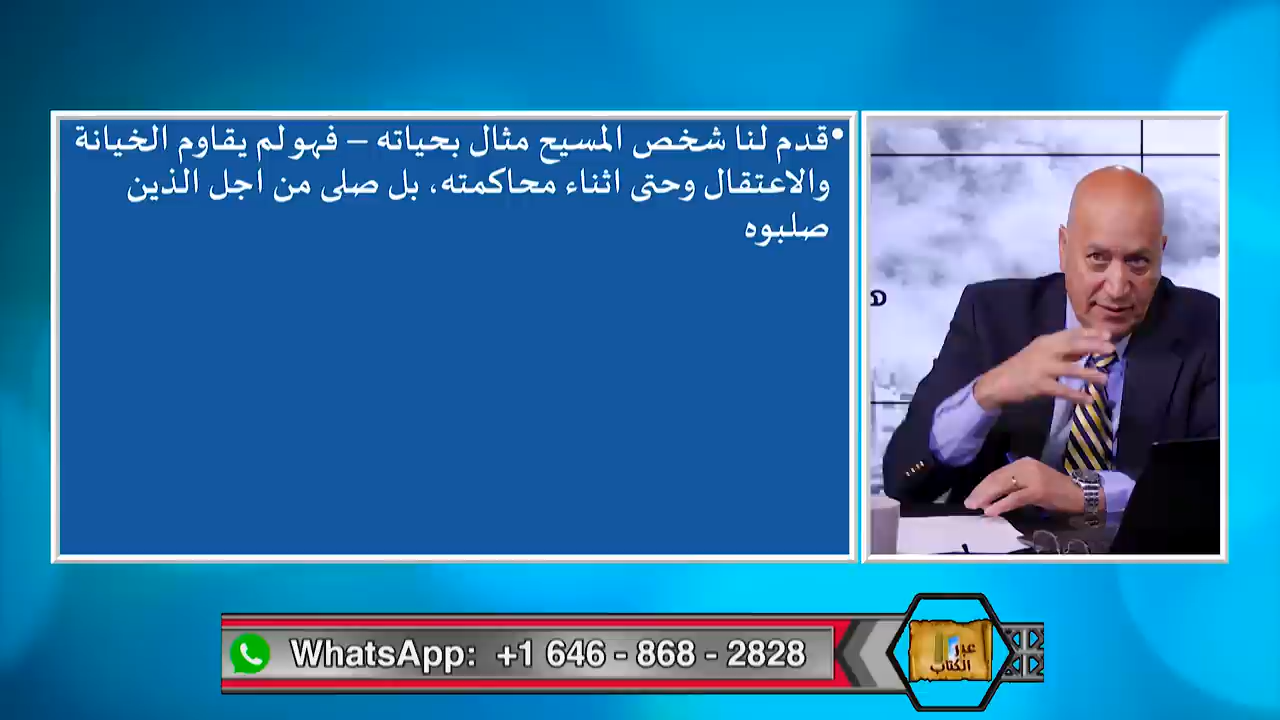 •قدم لنا شخص المسيح مثال بحياته – فهو لم يقاوم الخيانة
والاعتقال وحتى اثناء محاكمته، بل صلى من اجل الذين
صلبوه
WhatsApp: +1 646 - 868 - 2828
عبر
الكتاب